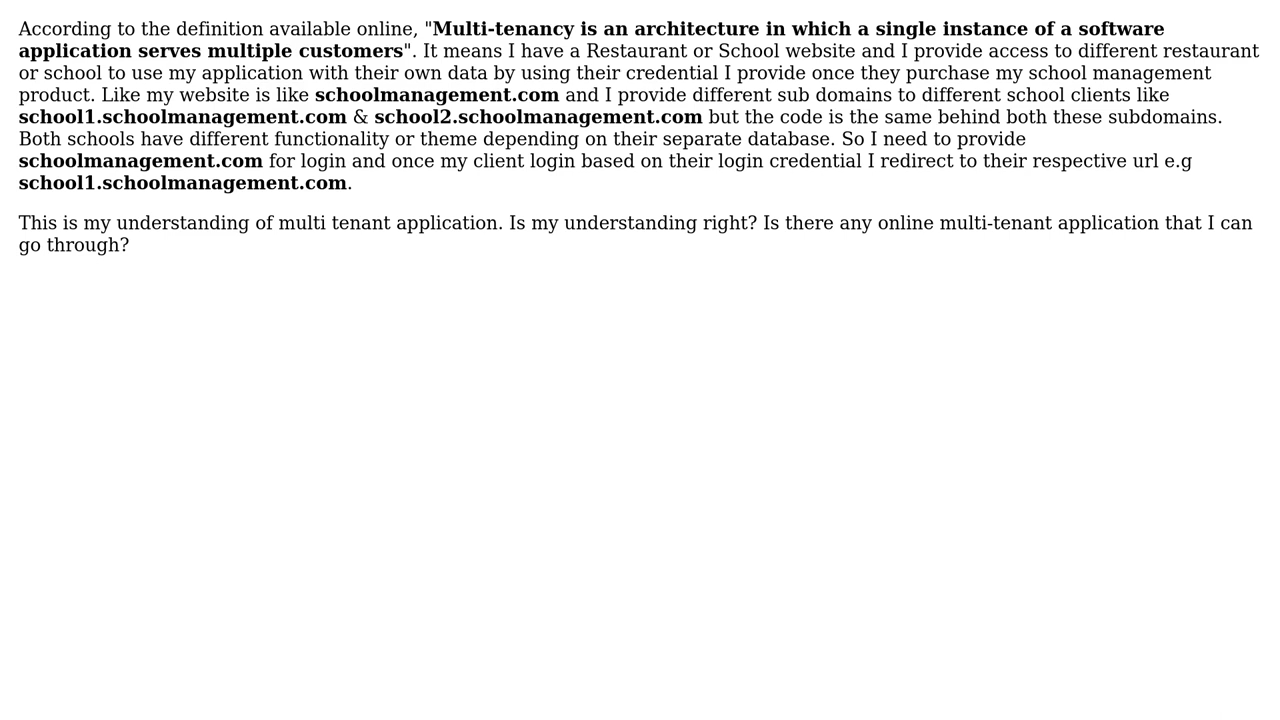 According to the definition available online, "Multi-tenancy is an architecture in which a single instance of a software
application serves multiple customers". It means I have a Restaurant or School website and I provide access to different restaurant
or school to use my application with their own data by using their credential I provide once they purchase my school management
product. Like my website is like schoolmanagement.com and I provide different sub domains to different school clients like
school1.schoolmanagement.com & school2.schoolmanagement.com but the code is the same behind both these subdomains.
Both schools have different functionality or theme depending on their separate database. So I need to provide
schoolmanagement.com for login and once my client login based on their login credential I redirect to their respective url e.g
school1.schoolmanagement.com.
This is my understanding of multi tenant application. Is my understanding right? Is there any online multi-tenant application that I can
go through?